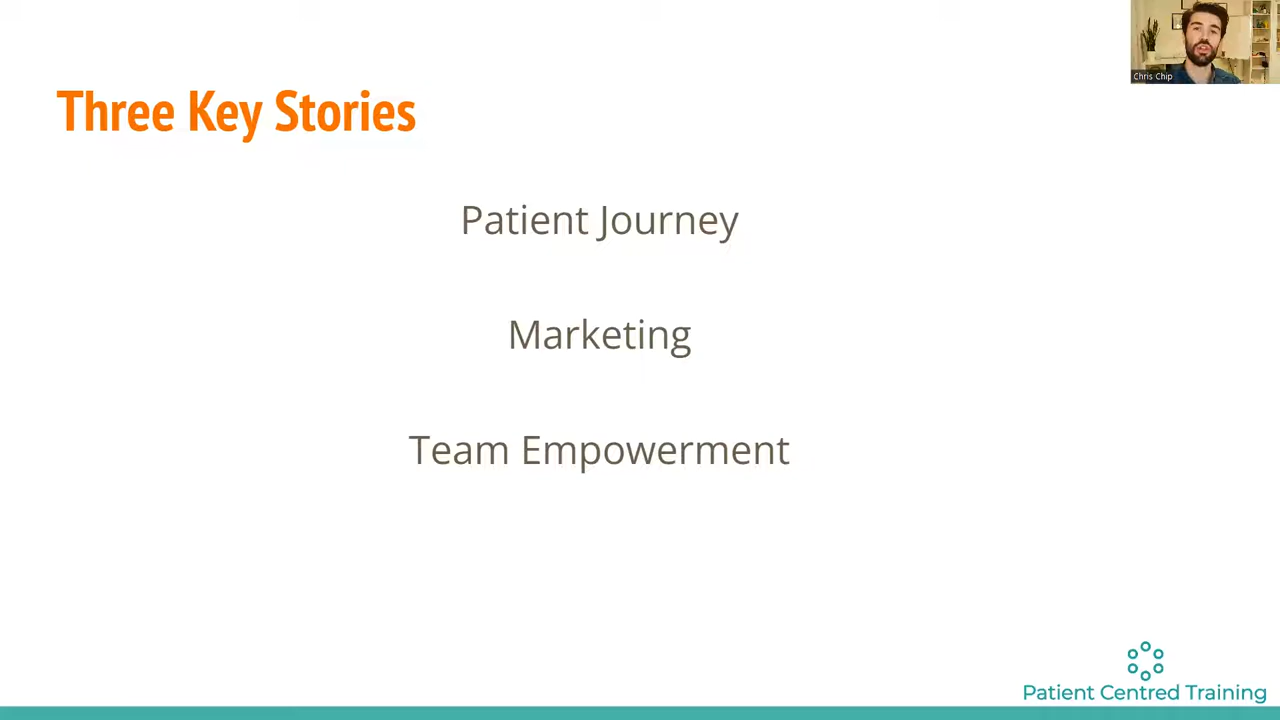 Chris Chip
Three Key Stories
Patient Journey
Marketing
Team Empowerment
Patient Centred Training